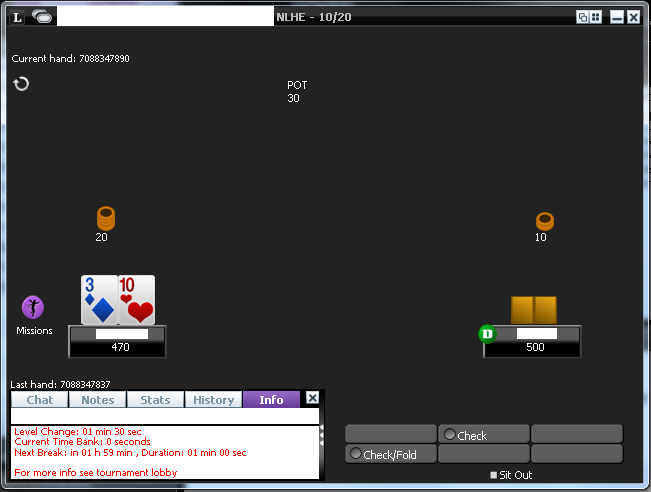 L NLHE - 10/20
Current hand: 7088347890
POT
30
20
10
3 10
Missions
D
470
500
Last hand: 7088347837
Chat Notes Stats History Info
Level Change: 01 min 30 sec
Current Time Bank: 0 seconds
Next Break: in 01 h 59 min , Duration: 01 min 00 sec
For more info see tournament lobby
Check
Check/Fold
Sit Out